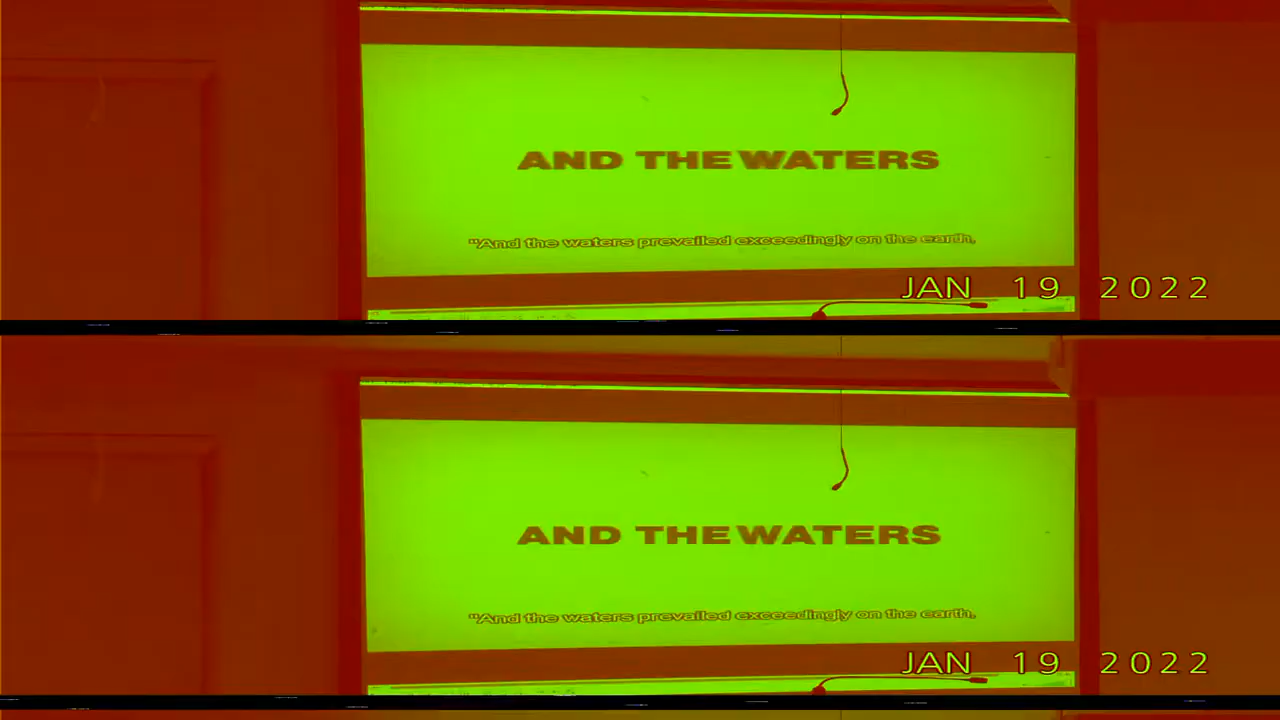 AND THE WATERS
"And the waters prevailed exceedingly on the earth,
JAN 19 2022
AND THE WATERS
"And the waters prevailed exceedingly on the earth,
JAN 19 2022